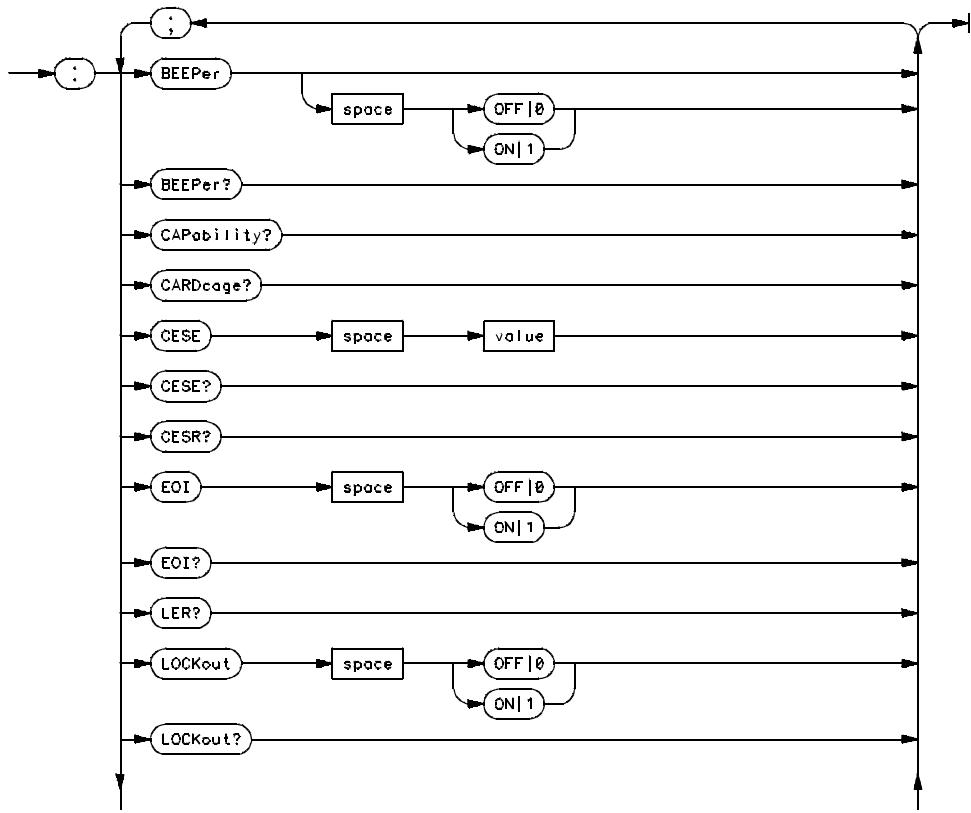 ;
: BEEPer
space OFF|0
ON|1
BEEPer?
CAPability?
CARDcage?
CESE space value
CESE?
CESR?
EOI space OFF|0
ON|1
EOI?
LER?
LOCKout space OFF|0
ON|1
LOCKout?